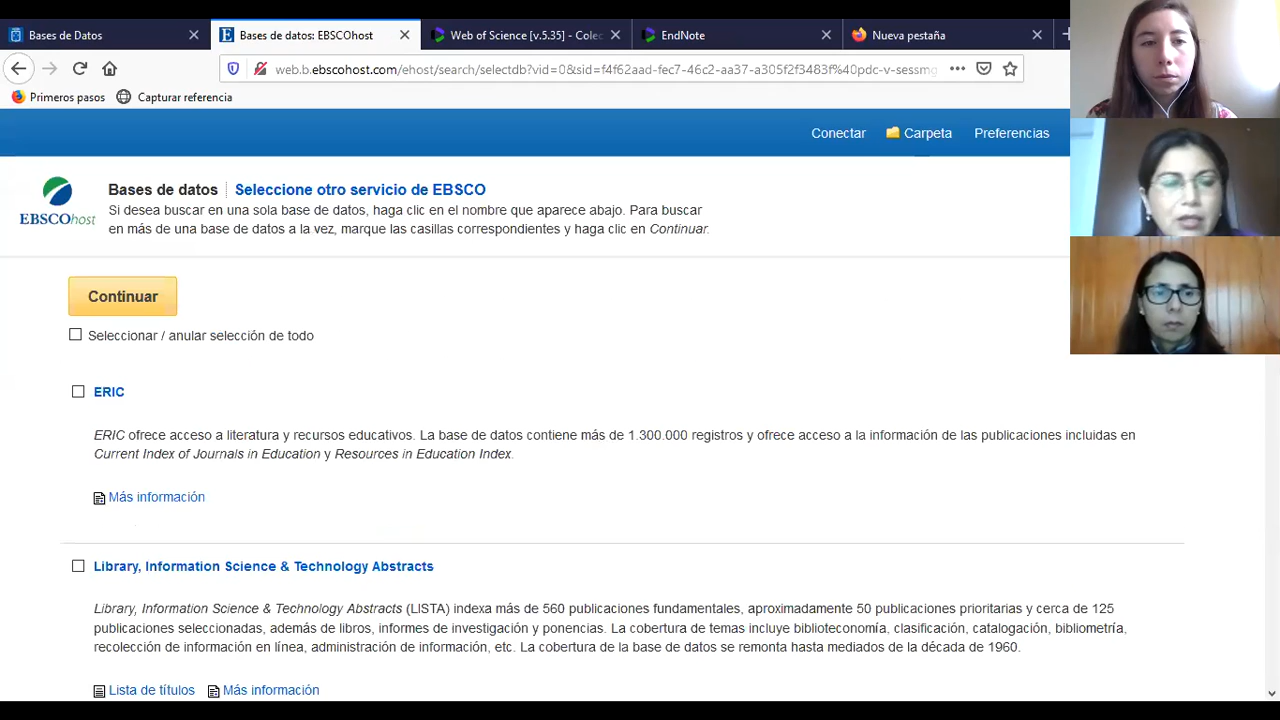 Bases de Datos
Bases de datos: EBSCOhost
Web of Science [v.5.35] - Colec
EndNote
Nueva pestaña
web.b.ebscohost.com/ehost/search/selectdb?vid=0&sid=f4f62aad-fec7-46c2-aa37-a305f2f3483f%40pdc-v-sessmg
Primeros pasos Capturar referencia
Conectar Carpeta Preferencias
EBSCOhost
Bases de datos Seleccione otro servicio de EBSCO
Si desea buscar en una sola base de datos, haga clic en el nombre que aparece abajo. Para buscar
en más de una base de datos a la vez, marque las casillas correspondientes y haga clic en Continuar.
Continuar
Seleccionar / anular selección de todo
ERIC
ERIC ofrece acceso a literatura y recursos educativos. La base de datos contiene más de 1.300.000 registros y ofrece acceso a la información de las publicaciones incluidas en
Current Index of Journals in Education y Resources in Education Index.
Más información
Library, Information Science & Technology Abstracts
Library, Information Science & Technology Abstracts (LISTA) indexa más de 560 publicaciones fundamentales, aproximadamente 50 publicaciones prioritarias y cerca de 125
publicaciones seleccionadas, además de libros, informes de investigación y ponencias. La cobertura de temas incluye biblioteconomía, clasificación, catalogación, bibliometría,
recolección de información en línea, administración de información, etc. La cobertura de la base de datos se remonta hasta mediados de la década de 1960.
Lista de títulos Más información